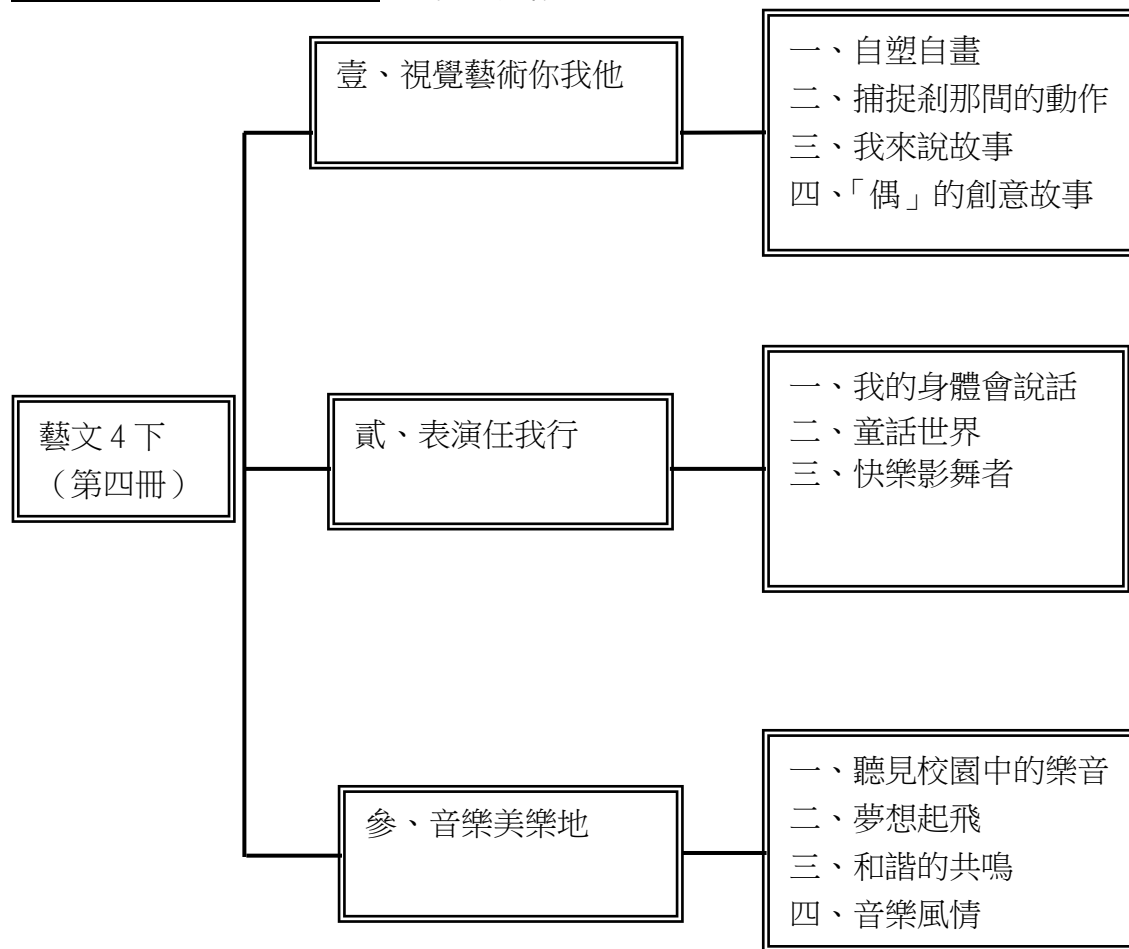 壹、視覺藝術你我他
一、自塑自畫
二、捕捉剎那間的動作
三、我來說故事
四、「偶」的創意故事
藝文 4 下
（第四冊）
貳、表演任我行
一、我的身體會說話
二、童話世界
三、快樂影舞者
參、音樂美樂地
一、聽見校園中的樂音
二、夢想起飛
三、和諧的共鳴
四、音樂風情